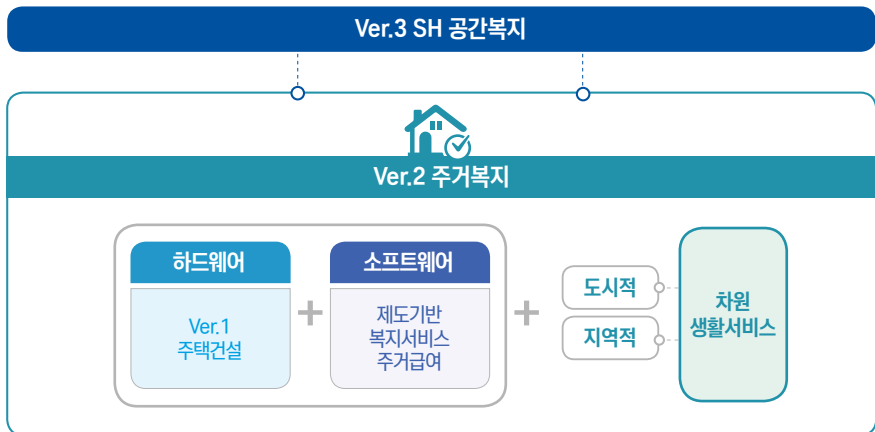 Ver.3 SH 공간복지
Ver.2 주거복지
하드웨어
Ver.1
주택건설
+
소프트웨어
제도기반
복지서비스
주거급여
+
도시적
지역적
차원
생활서비스